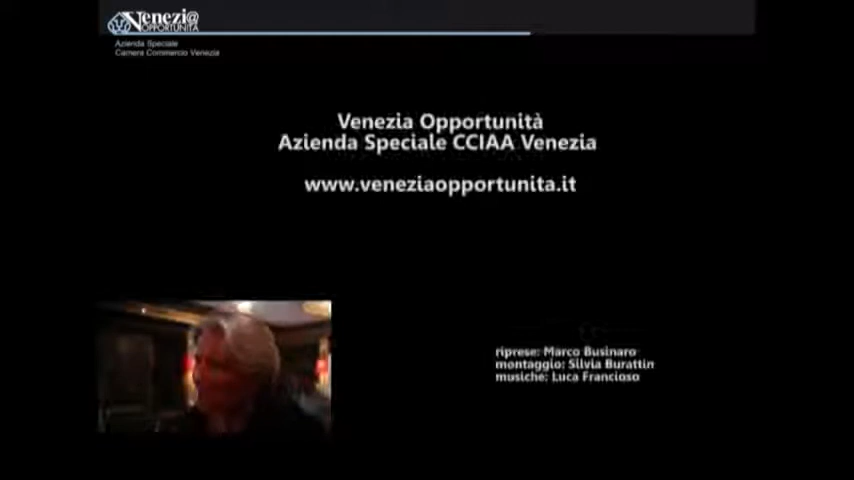 Venezi@
OPPORTUNITÀ
Azienda Speciale
Camera Commercio Venezia
Venezia Opportunità
Azienda Speciale CCIAA Venezia
www.veneziaopportunita.it
riprese: Marco Businaro
montaggio: Silvia Burattin
musiche: Luca Francioso